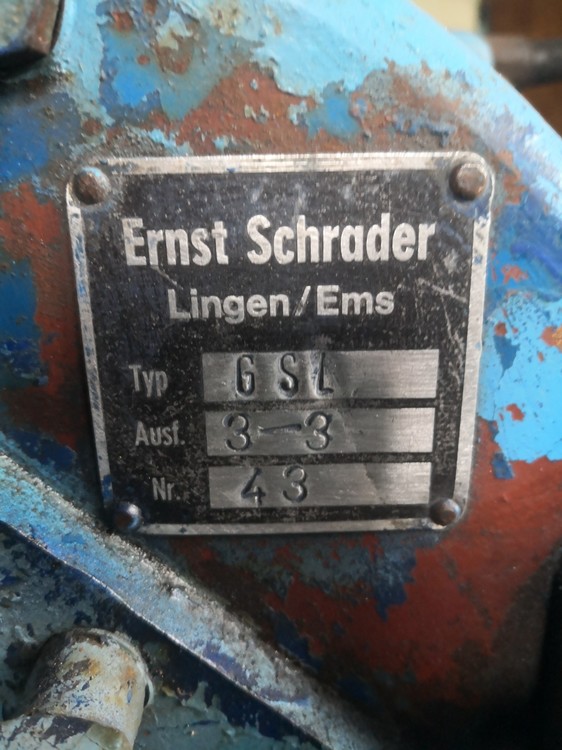 Ernst Schrader
Lingen/Ems
Typ GSL
Ausf. 3-3
Nr. 43